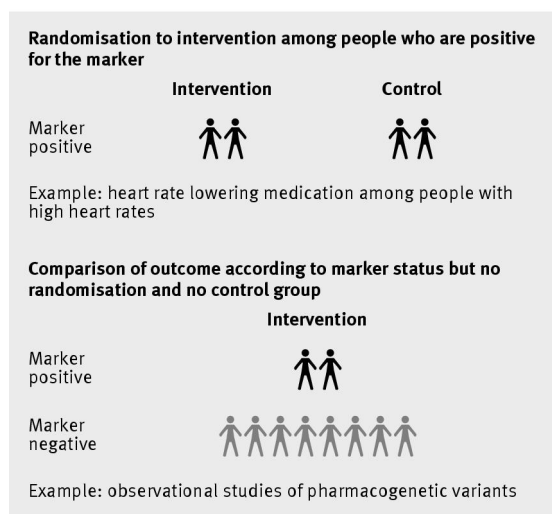 Randomisation to intervention among people who are positive
for the marker
Intervention Control
Marker
positive
Example: heart rate lowering medication among people with
high heart rates
Comparison of outcome according to marker status but no
randomisation and no control group
Intervention
Marker
positive
Marker
negative
Example: observational studies of pharmacogenetic variants